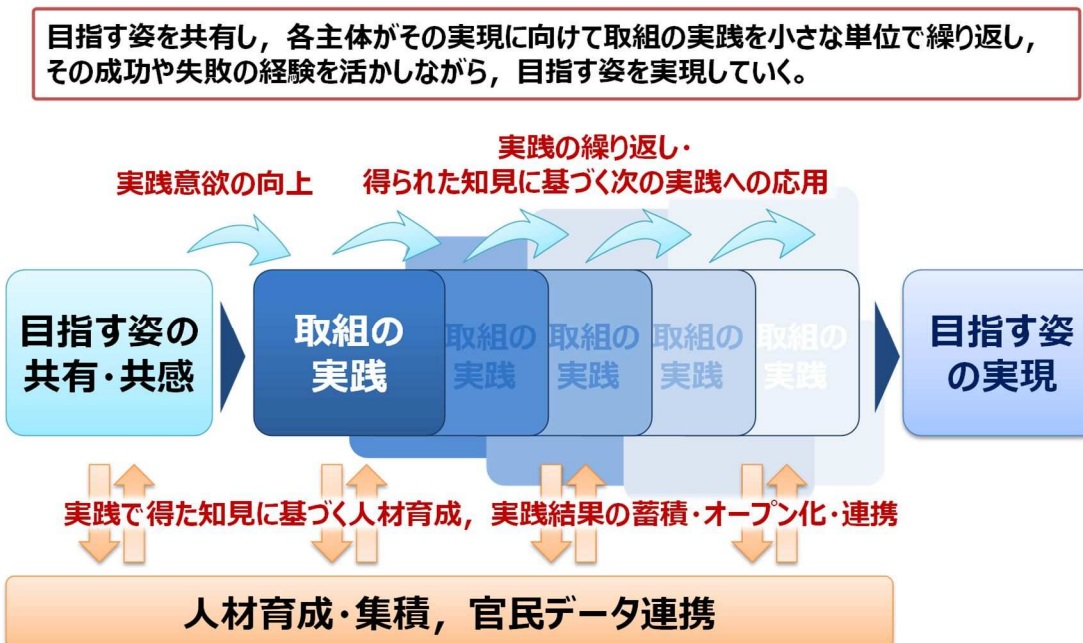 目指す姿を共有し，各主体がその実現に向けて取組の実践を小さな単位で繰り返し，
その成功や失敗の経験を活かしながら，目指す姿を実現していく。
実践意欲の向上
実践の繰り返し・
得られた知見に基づく次の実践への応用
目指す姿の
共有・共感
取組の
実践
取組の
実践
取組の
実践
取組の
実践
取組の
実践
目指す姿
の実現
実践で得た知見に基づく人材育成，実践結果の蓄積・オープン化・連携
人材育成・集積，官民データ連携